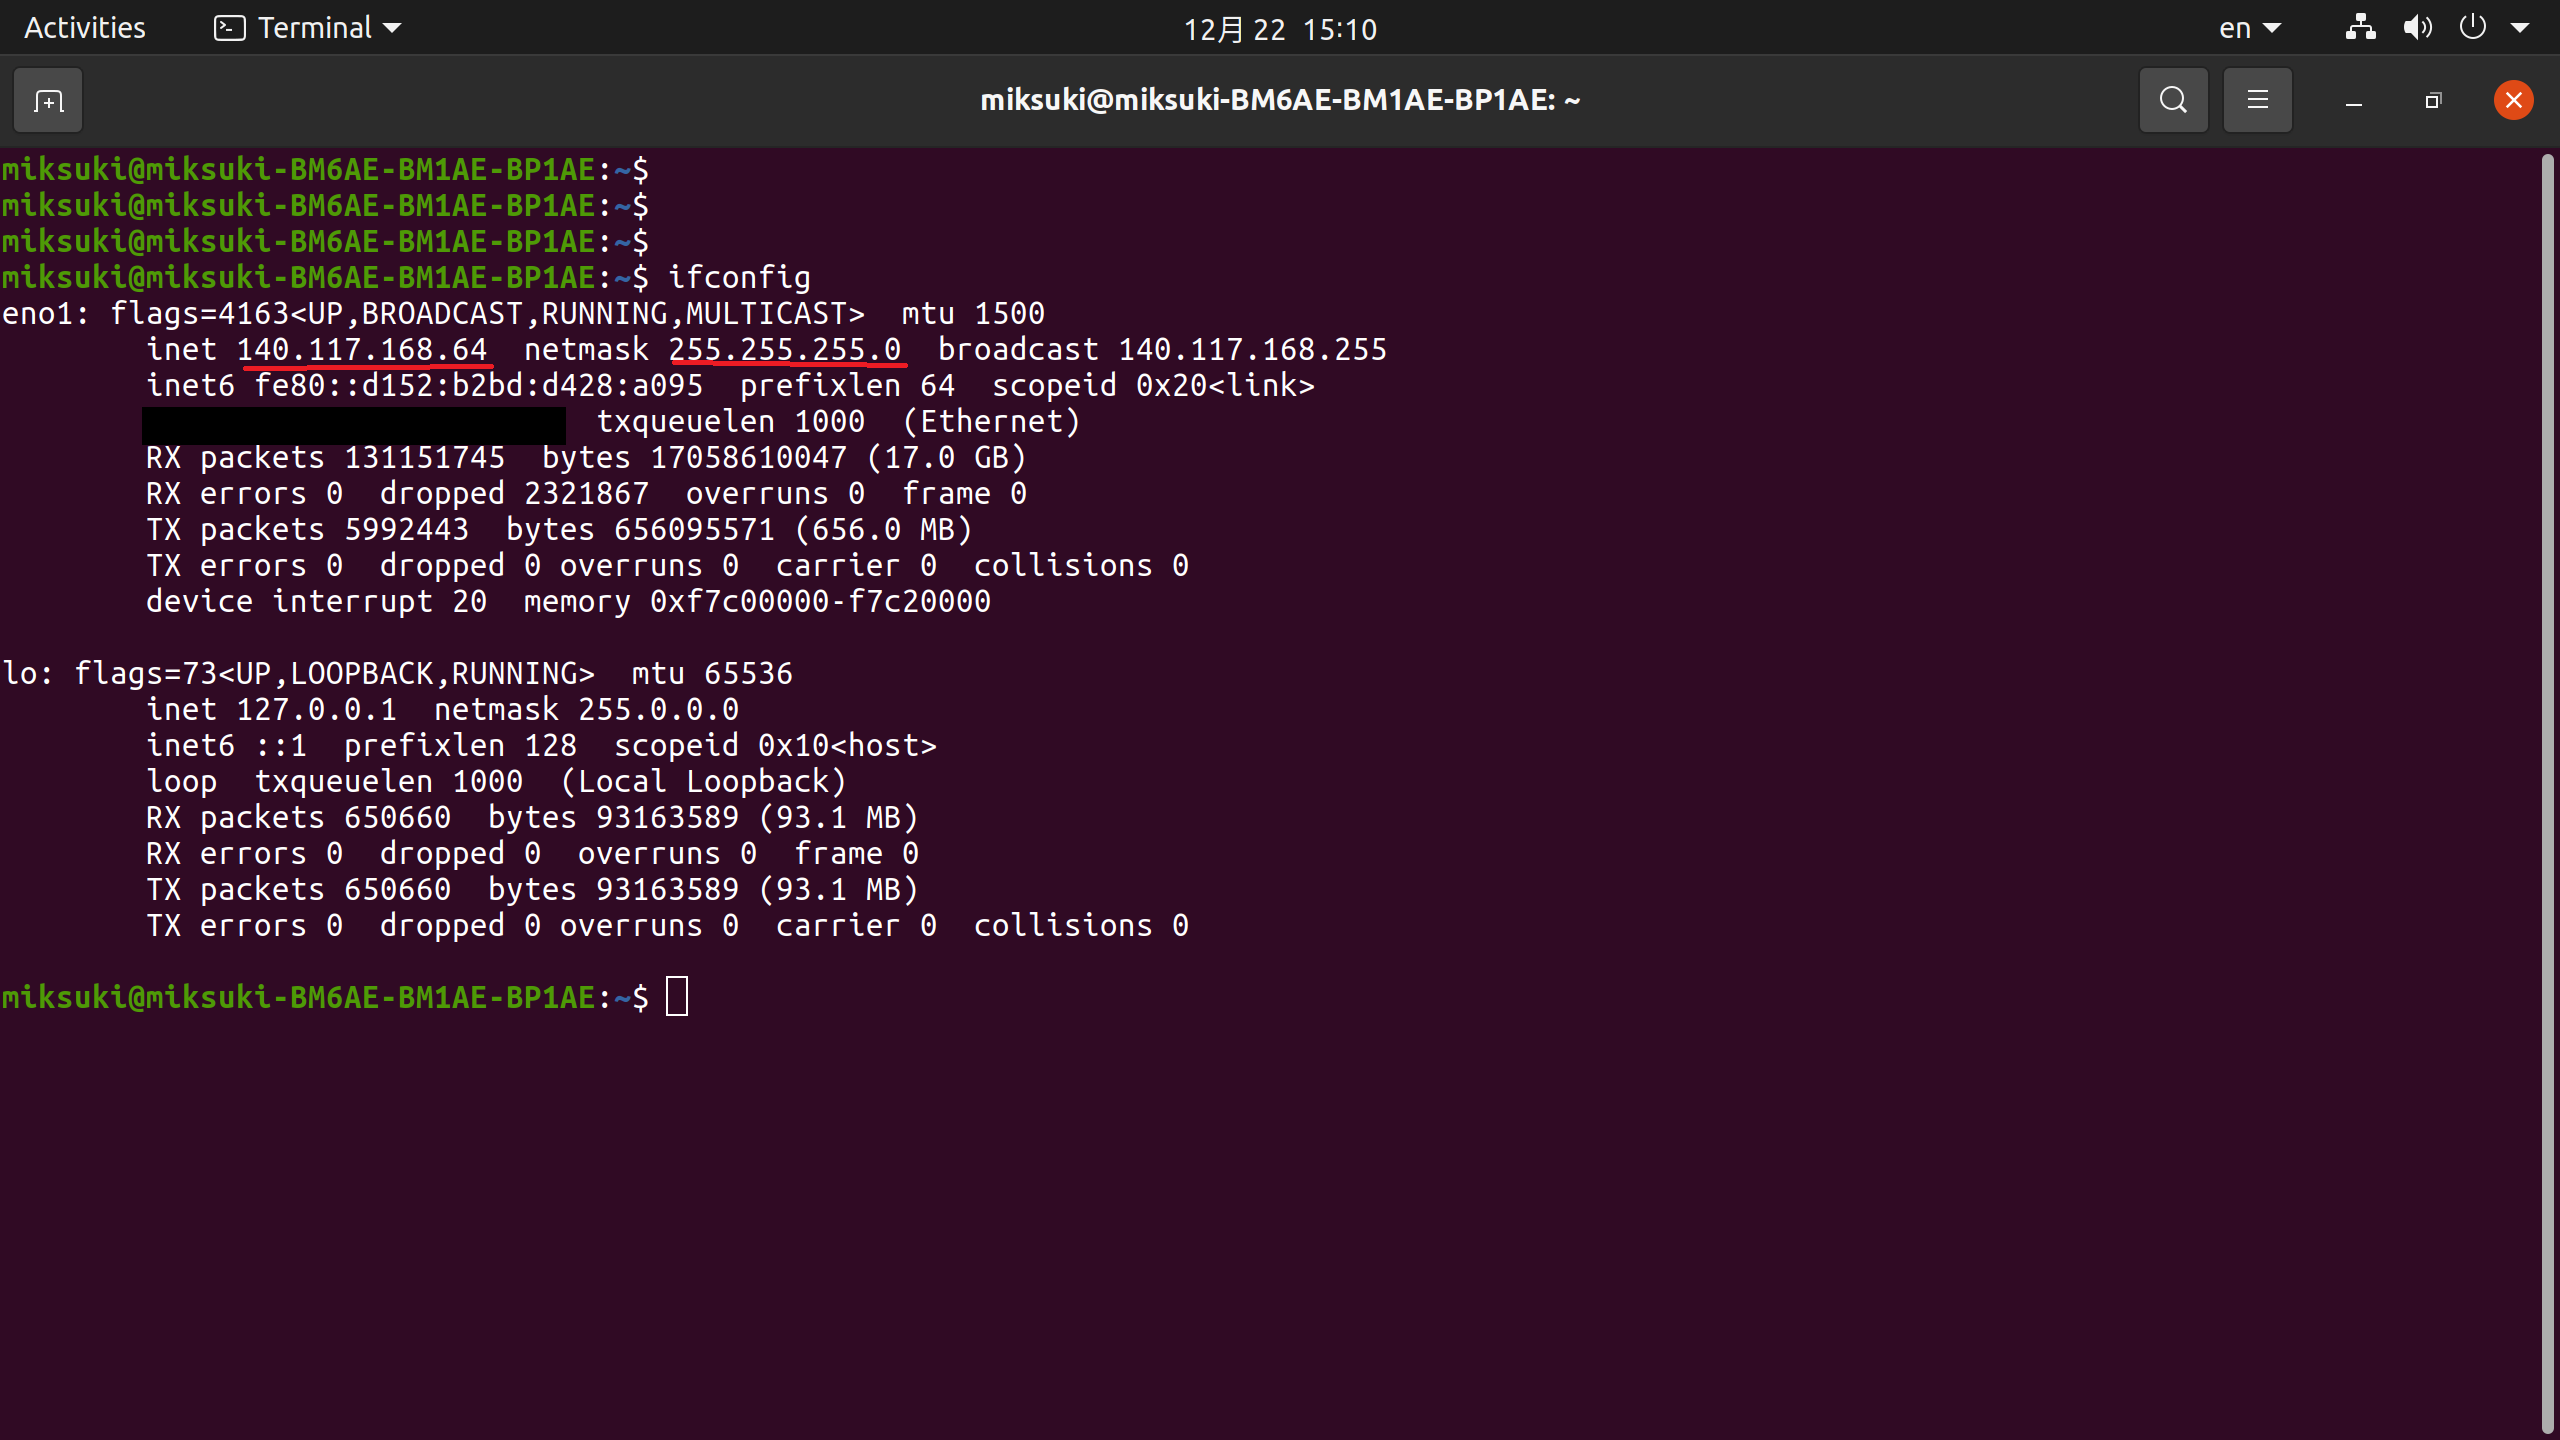 Activities Terminal 12月 22 15:10 en
miksuki@miksuki-BM6AE-BM1AE-BP1AE: ~
miksuki@miksuki-BM6AE-BM1AE-BP1AE:~$
miksuki@miksuki-BM6AE-BM1AE-BP1AE:~$
miksuki@miksuki-BM6AE-BM1AE-BP1AE:~$
miksuki@miksuki-BM6AE-BM1AE-BP1AE:~$ ifconfig
eno1: flags=4163<UP,BROADCAST,RUNNING,MULTICAST>  mtu 1500
        inet 140.117.168.64  netmask 255.255.255.0  broadcast 140.117.168.255
        inet6 fe80::d152:b2bd:d428:a095  prefixlen 64  scopeid 0x20<link>
        txqueuelen 1000  (Ethernet)
        RX packets 131151745  bytes 17058610047 (17.0 GB)
        RX errors 0  dropped 2321867  overruns 0  frame 0
        TX packets 5992443  bytes 656095571 (656.0 MB)
        TX errors 0  dropped 0 overruns 0  carrier 0  collisions 0
        device interrupt 20  memory 0xf7c00000-f7c20000
lo: flags=73<UP,LOOPBACK,RUNNING>  mtu 65536
        inet 127.0.0.1  netmask 255.0.0.0
        inet6 ::1  prefixlen 128  scopeid 0x10<host>
        loop  txqueuelen 1000  (Local Loopback)
        RX packets 650660  bytes 93163589 (93.1 MB)
        RX errors 0  dropped 0  overruns 0  frame 0
        TX packets 650660  bytes 93163589 (93.1 MB)
        TX errors 0  dropped 0 overruns 0  carrier 0  collisions 0
miksuki@miksuki-BM6AE-BM1AE-BP1AE:~$